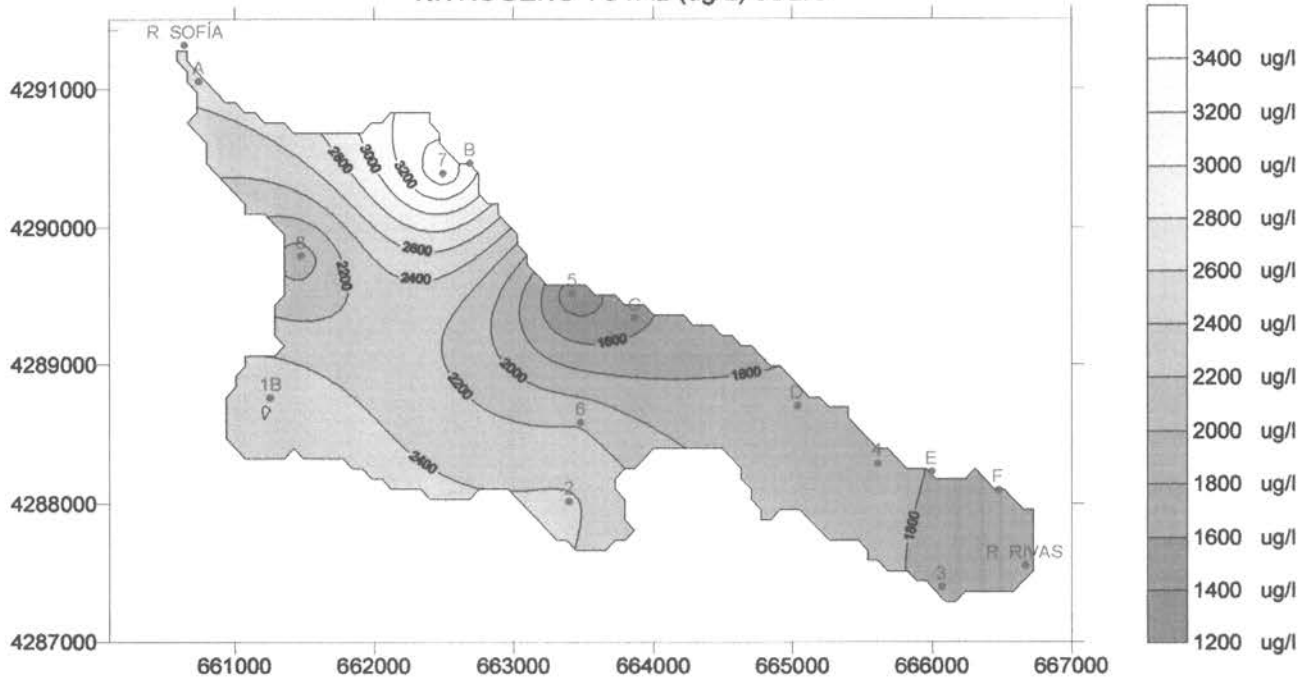 R SOFÍA
A
4291000
4290000
4289000
4288000
4287000
661000
662000
663000
664000
665000
666000
667000
2800
3000
3200
7
B
2600
2400
8
2200
5
C
1600
1800
2000
2200
6
1B
2400
2
D
4
E
F
1800
R RIVAS
3
3400 ug/l
3200 ug/l
3000 ug/l
2800 ug/l
2600 ug/l
2400 ug/l
2200 ug/l
2000 ug/l
1800 ug/l
1600 ug/l
1400 ug/l
1200 ug/l